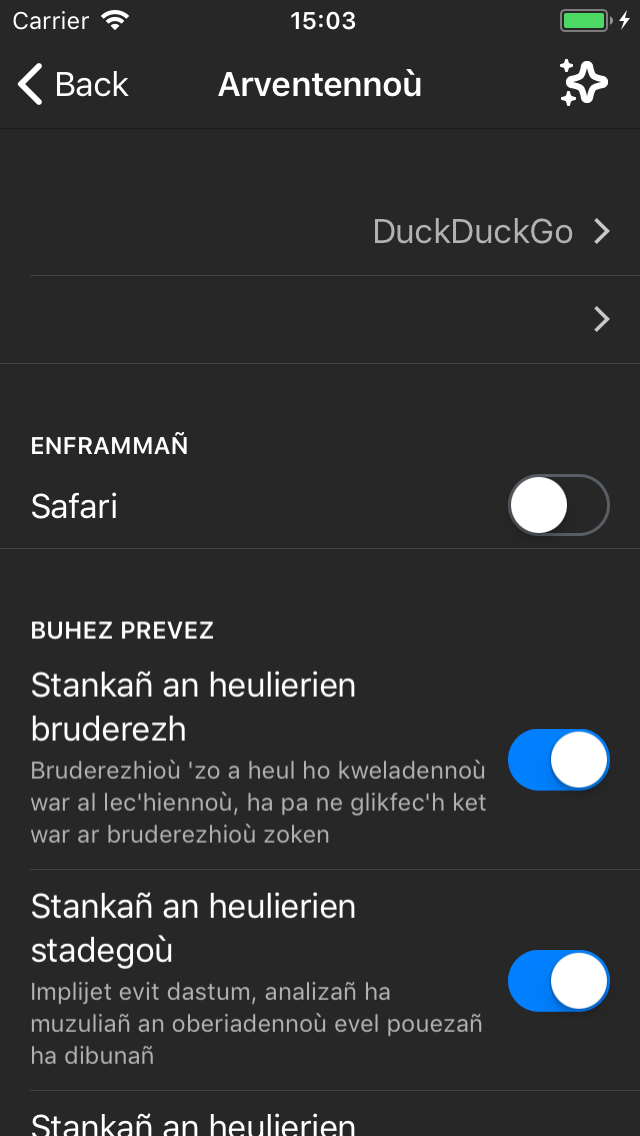 Carrier 15:03
Back Arventennoù
DuckDuckGo
ENFRAMMAÑ
Safari
BUHEZ PREVEZ
Stankañ an heulierien
bruderezh
Bruderezhioù 'zo a heul ho kweladennoù
war al lec'hiennoù, ha pa ne glikfec'h ket
war ar bruderezhioù zoken
Stankañ an heulierien
stadegoù
Implijet evit dastum, analizañ ha
muzuliañ an oberiadennoù evel pouezañ
ha dibunañ
Stankañ an heulierien